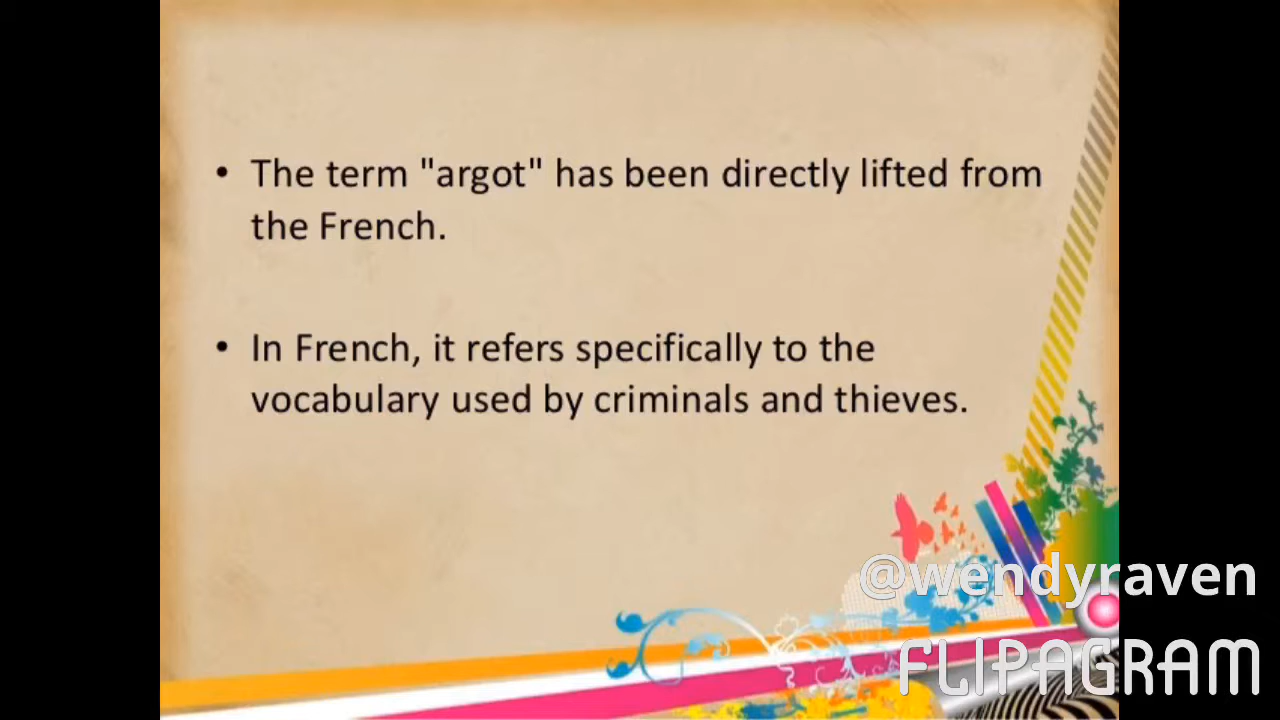 • The term "argot" has been directly lifted from
the French.
• In French, it refers specifically to the
vocabulary used by criminals and thieves.
@wendyraven
FLIPAGRAM